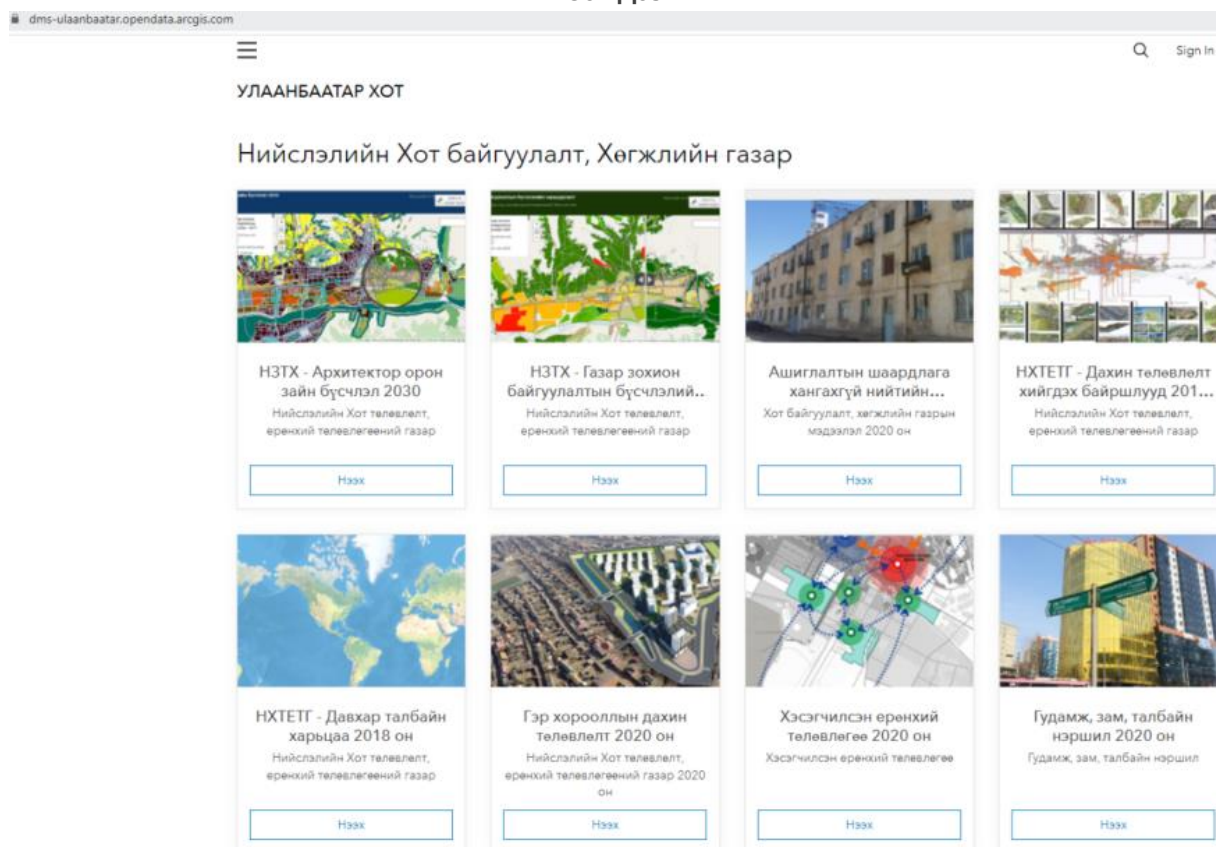 dms-ulaanbaatar.opendata.arcgis.com
Sign In
УЛААНБААТАР ХОТ
Нийслэлийн Хот байгуулалт, Хөгжлийн газар
НЗТХ - Архитектор орон
зайн бүсчлэл 2030
Нийслэлийн Хот төлөвлөлт,
ерөнхий төлөвлөгөөний газар
Нээх
НЗТХ - Газар зохион
байгуулалтын бүсчлэлий...
Нийслэлийн Хот төлөвлөлт,
ерөнхий төлөвлөгөөний газар
Нээх
Ашиглалтын шаардлага
хангахгүй нийтийн...
Хот байгуулалт, хөгжлийн газрын
мэдээлэл 2020 он
Нээх
НХТЕТГ - Дахин төлөвлөлт
хийгдэх байршлууд 201...
Нийслэлийн Хот төлөвлөлт,
ерөнхий төлөвлөгөөний газар
Нээх
НХТЕТГ - Давхар талбайн
харьцаа 2018 он
Нийслэлийн Хот төлөвлөлт,
ерөнхий төлөвлөгөөний газар
Нээх
Гэр хорооллын дахин
төлөвлөлт 2020 он
Нийслэлийн Хот төлөвлөлт,
ерөнхий төлөвлөгөөний газар 2020
он
Нээх
Хэсэгчилсэн ерөнхий
төлөвлөгөө 2020 он
Хэсэгчилсэн ерөнхий төлөвлөгөө
Нээх
Гудамж, зам, талбайн
нэршил 2020 он
Гудамж, зам, талбайн нэршил
Нээх